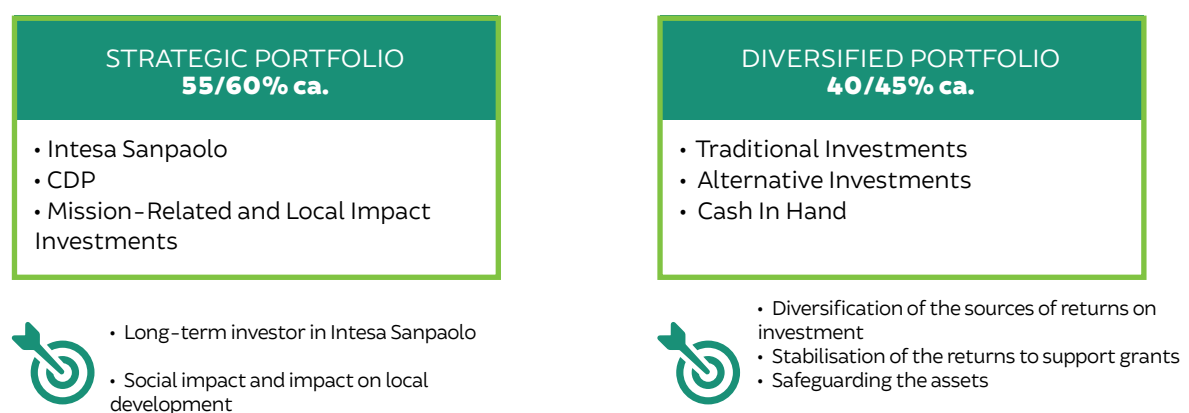 STRATEGIC PORTFOLIO
55/60% ca.
• Intesa Sanpaolo
• CDP
• Mission-Related and Local Impact
Investments
• Long-term investor in Intesa Sanpaolo
• Social impact and impact on local
development
DIVERSIFIED PORTFOLIO
40/45% ca.
• Traditional Investments
• Alternative Investments
• Cash In Hand
• Diversification of the sources of returns on
investment
• Stabilisation of the returns to support grants
• Safeguarding the assets